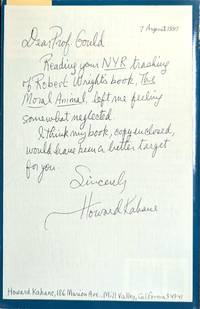 7 August 1997
Dear Prof. Gould
Reading your NYR trashing
of Robert Wright's book, The
Moral Animal, left me feeling
somewhat neglected.
I think my book, copy enclosed,
would have been a better target
for you.
Sincerely
Howard Kahane
Howard Kahane, 186 Marion Ave. Mill Valley, California 94941